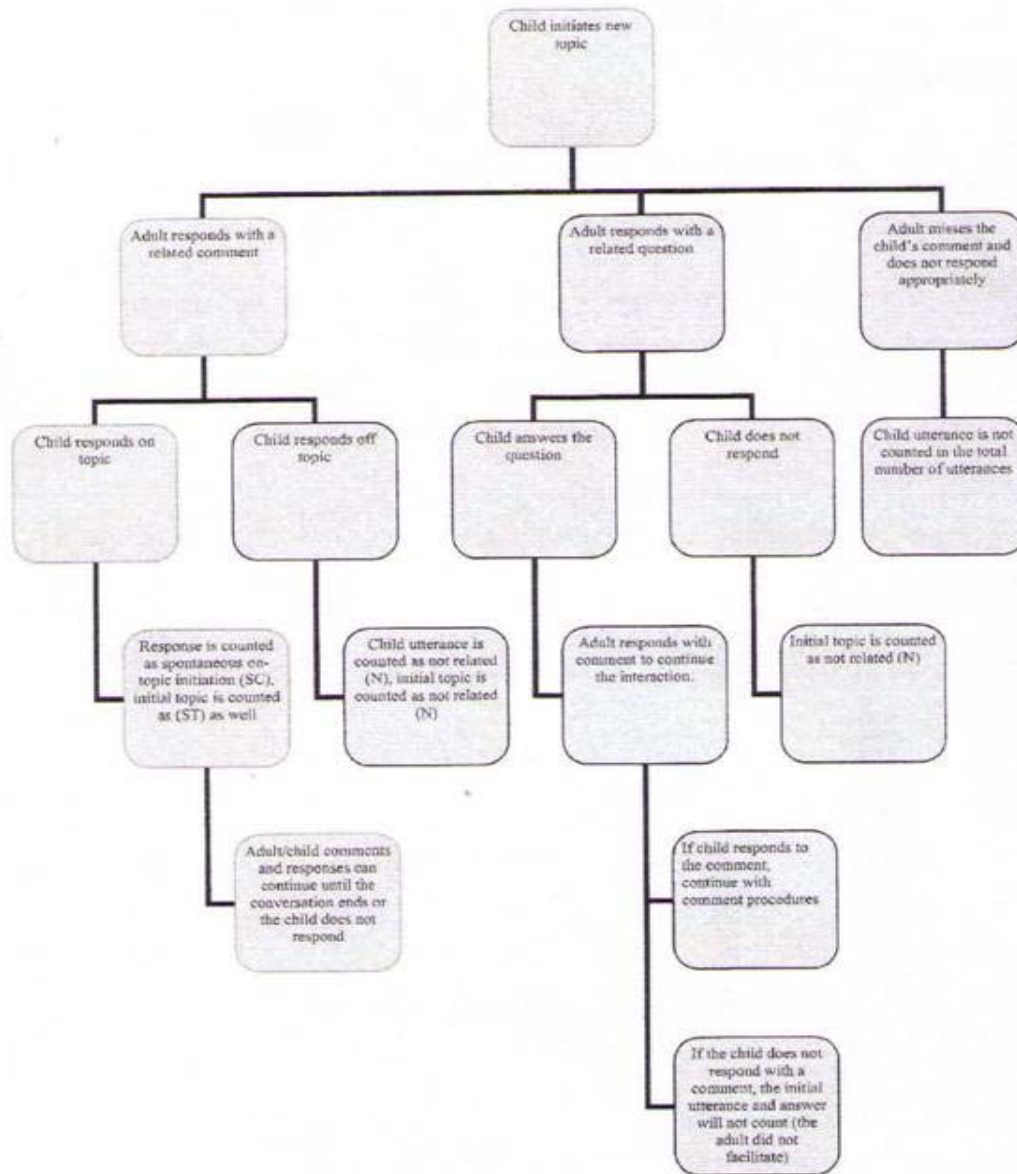 Child initiates new
topic
Adult responds with a
related comment
Adult responds with a
related question
Adult misses the
child's comment and
does not respond
appropriately
Child responds on
topic
Child responds off
topic
Child answers the
question
Child does not
respond
Child utterance is not
counted in the total
number of utterances
Response is counted
as spontaneous on-
topic initiation (SC),
initial topic is counted
as (ST) as well
Child utterance is
counted as not related
(N), initial topic is
counted as not related
(N)
Adult responds with
comment to continue
the interaction.
Initial topic is counted
as not related (N)
Adult/child comments
and responses can
continue until the
conversation ends or
the child does not
respond
If child responds to
the comment,
continue with
comment procedures
If the child does not
respond with a
comment, the initial
utterance and answer
will not count (the
adult did not
facilitate)